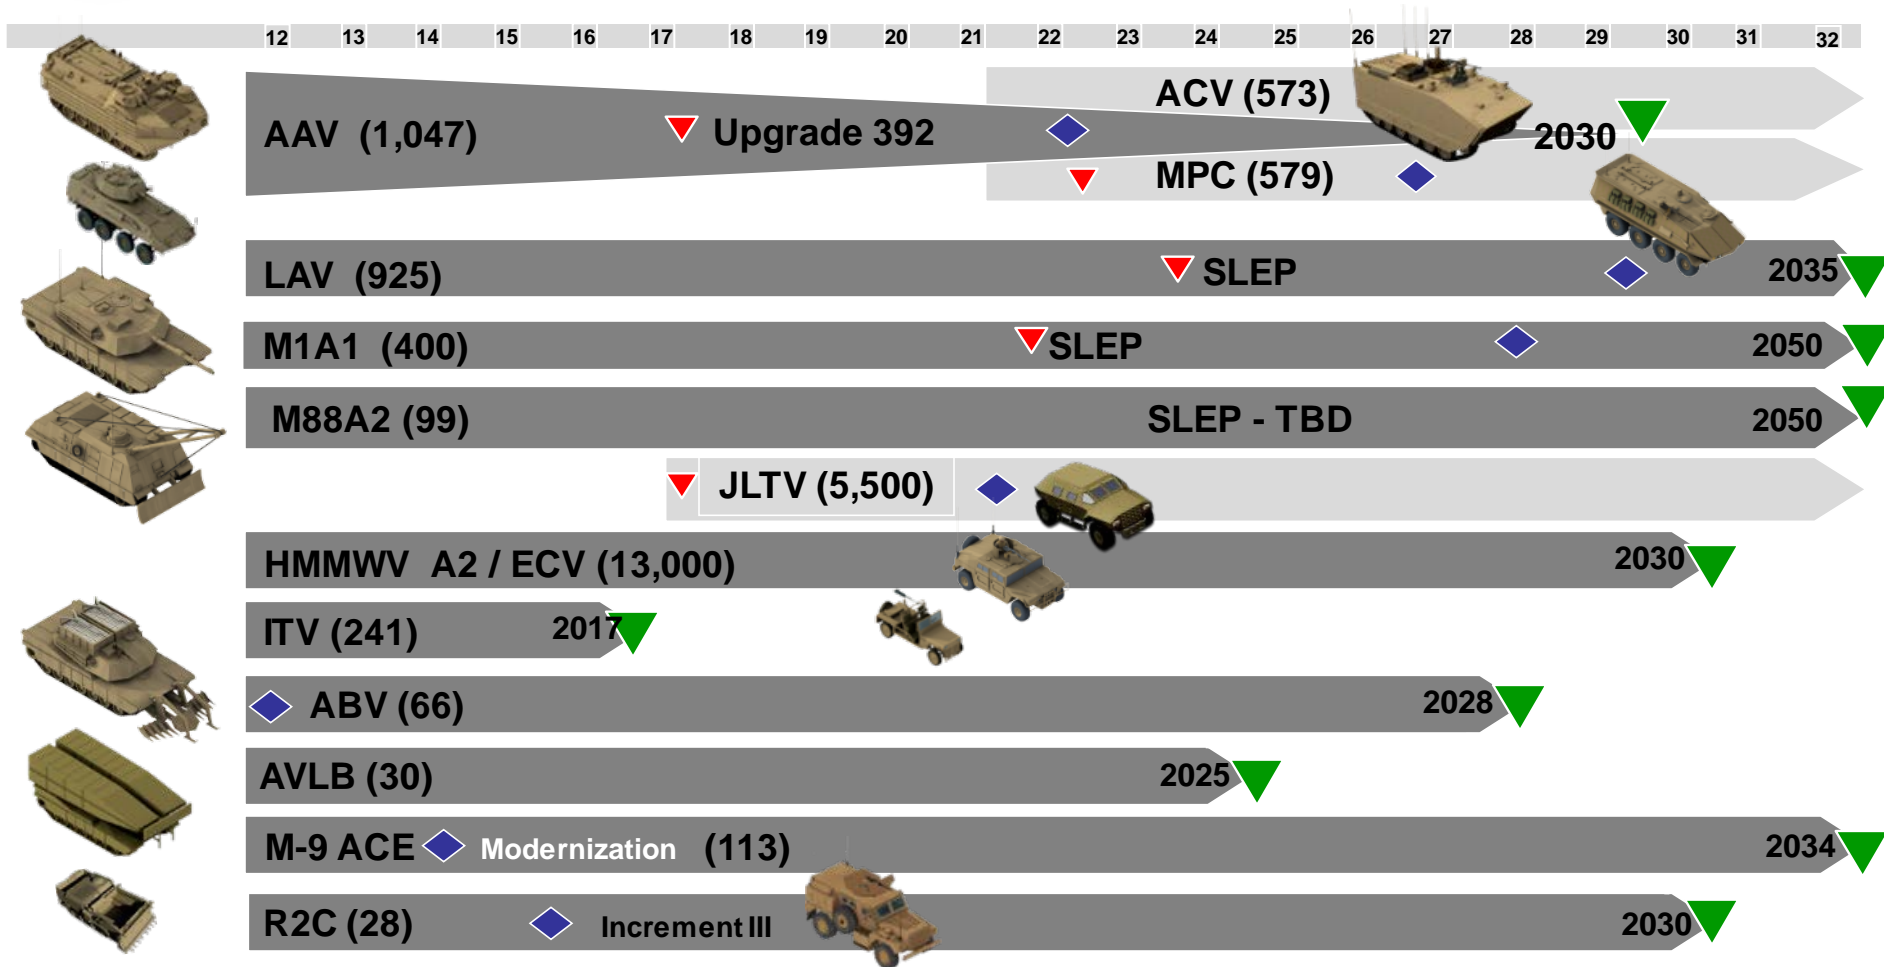 12 13 14 15 16 17 18 19 20 21 22 23 24 25 26 27 28 29 30 31 32
ACV (573)
AAV (1,047) Upgrade 392 2030
MPC (579)
LAV (925) SLEP 2035
M1A1 (400) SLEP 2050
M88A2 (99) SLEP - TBD 2050
JLTV (5,500)
HMMWV A2 / ECV (13,000) 2030
ITV (241) 2017
ABV (66) 2028
AVLB (30) 2025
M-9 ACE Modernization (113) 2034
R2C (28) Increment III 2030